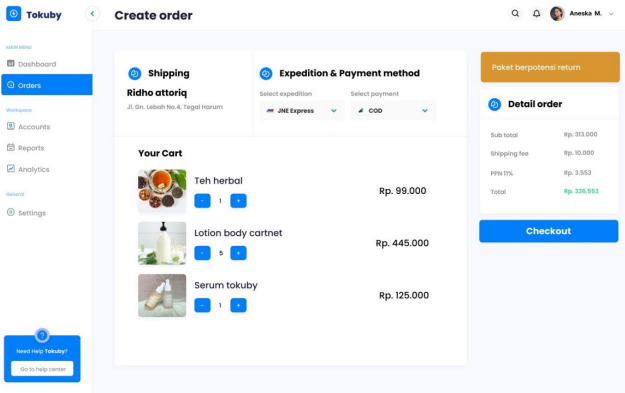 Tokuby
Create order
Aneska M.
MAIN MENU
Dashboard
Orders
Workspace
Accounts
Reports
Analytics
General
Settings
Need Help Tokuby?
Go to help center
Shipping
Ridho attoriq
Jl. Gn. Lebah No.4, Tegal Harum
Expedition & Payment method
Select expedition
Select payment
JNE Express
COD
Your Cart
Teh herbal
- 1 +
Rp. 99.000
Lotion body cartnet
- 5 +
Rp. 445.000
Serum tokuby
- 1 +
Rp. 125.000
Paket berpotensi return
Detail order
Sub total Rp. 313.000
Shipping fee Rp. 10.000
PPN 11% Rp. 3.553
Total Rp. 326.553
Checkout